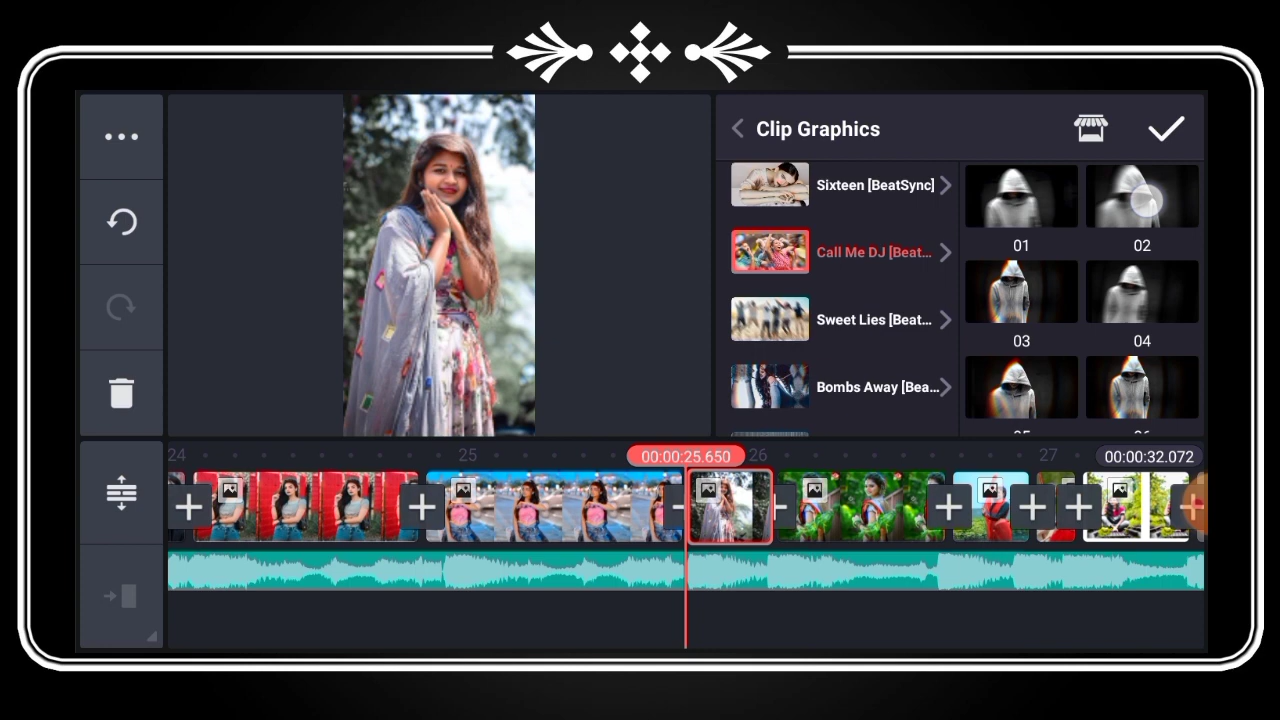 Clip Graphics
Sixteen [BeatSync]
Call Me DJ [Beat...
Sweet Lies [Beat...
Bombs Away [Bea...
01
02
03
04
24
25
00:00:25.650
26
27
00:00:32.072